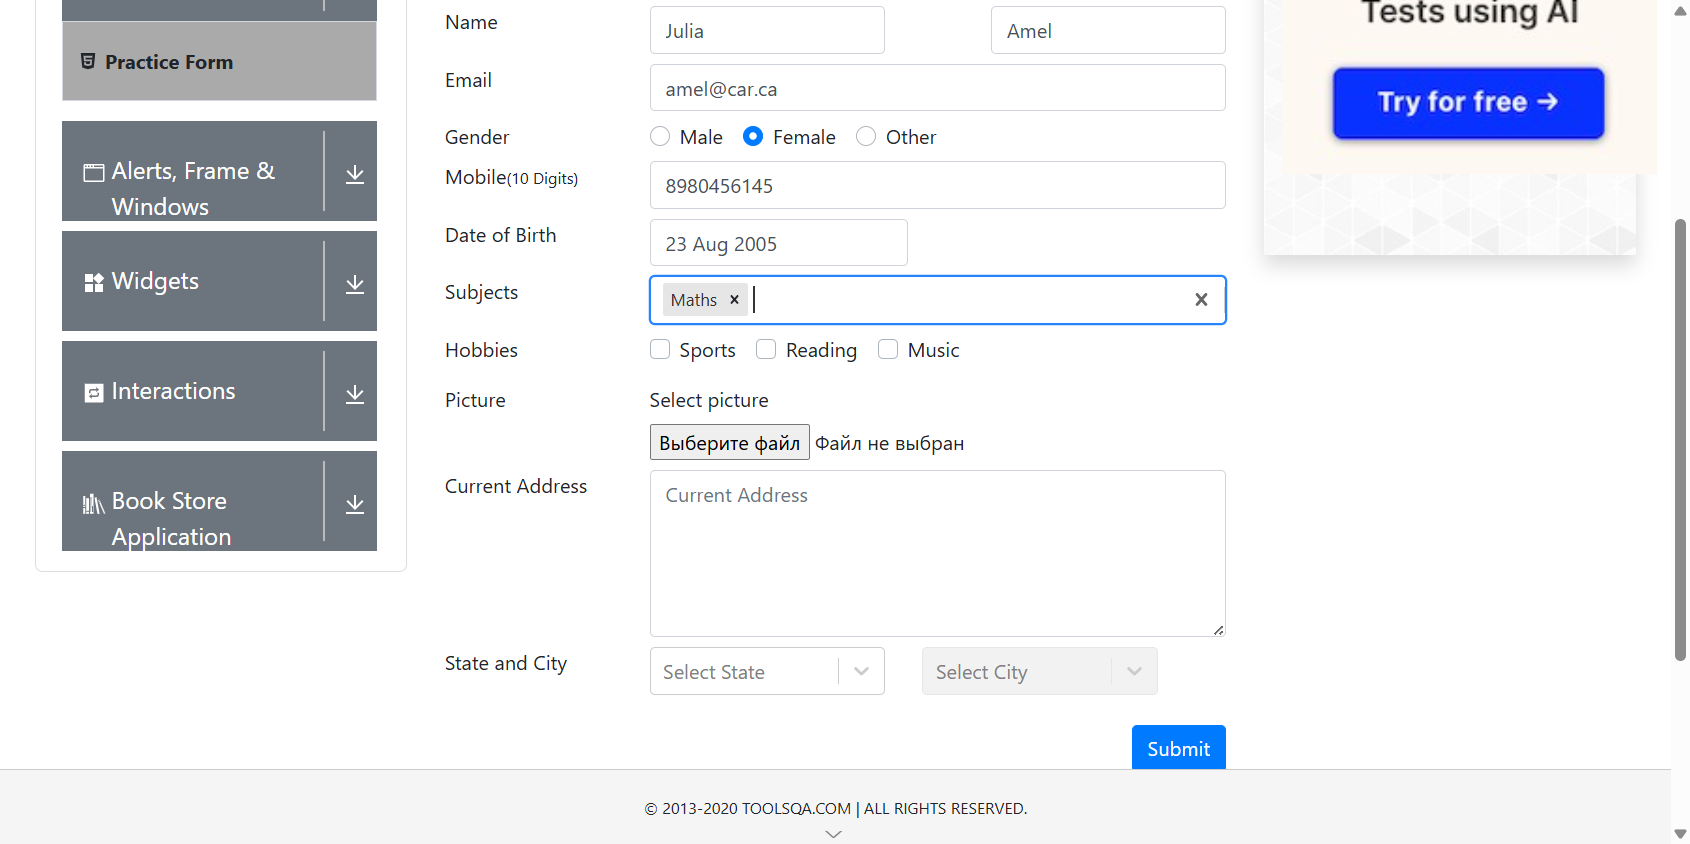 Practice Form
Alerts, Frame &
Windows
Widgets
Interactions
Book Store
Application
Name
Julia
Amel
Email
amel@car.ca
Gender
Male
Female
Other
Mobile(10 Digits)
8980456145
Date of Birth
23 Aug 2005
Subjects
Maths
Hobbies
Sports
Reading
Music
Picture
Select picture
Выберите файл Файл не выбран
Current Address
Current Address
State and City
Select State
Select City
Submit
Tests using AI
Try for free →
© 2013-2020 TOOLSQA.COM | ALL RIGHTS RESERVED.